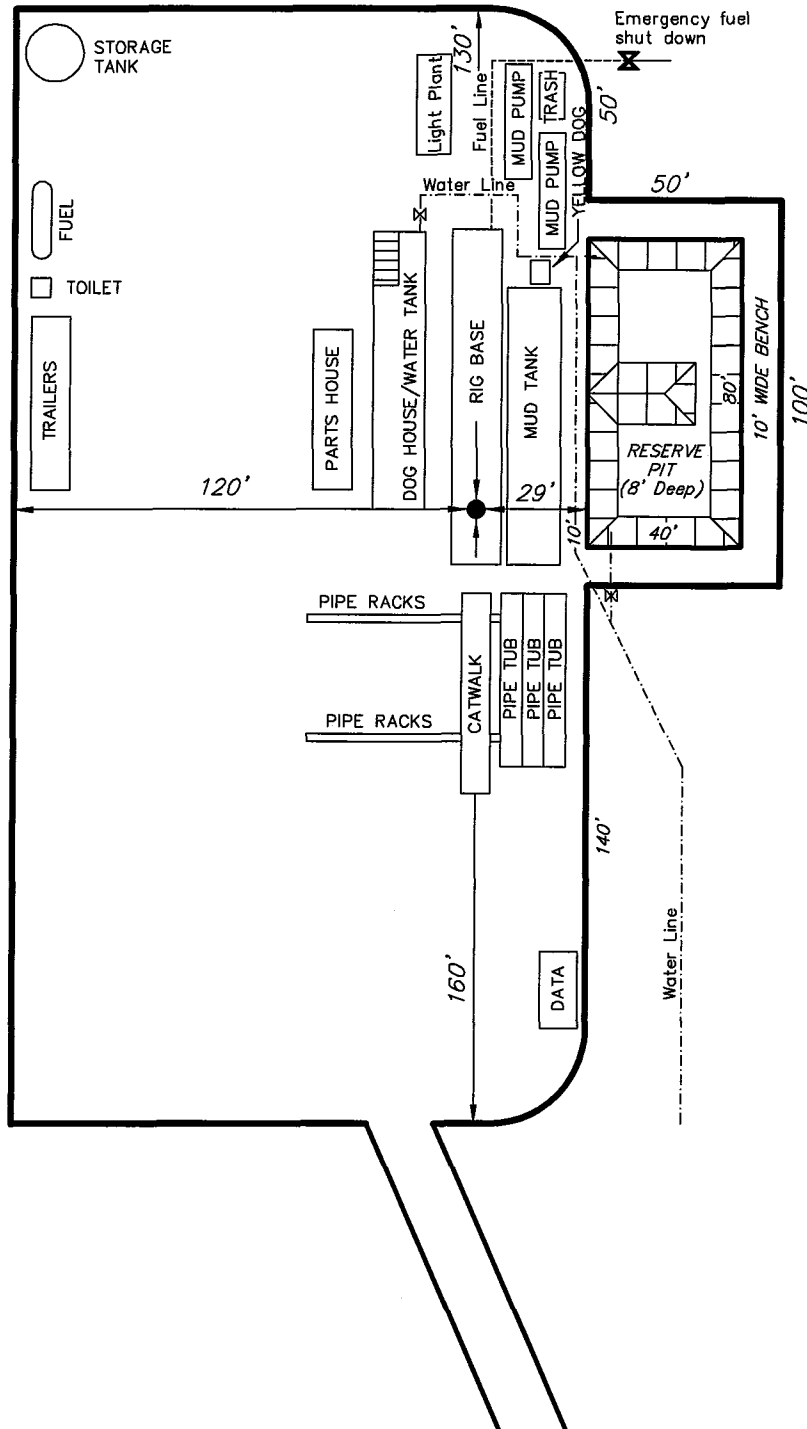 Emergency fuel
shut down
STORAGE
TANK
130'
Light Plant
Fuel Line
MUD PUMP
TRASH
50'
MUD PUMP
YELLOW DOG
Water Line
50'
FUEL
TOILET
TRAILERS
PARTS HOUSE
DOG HOUSE/WATER TANK
RIG BASE
MUD TANK
80'
10' WIDE BENCH
100'
RESERVE
PIT
(8' Deep)
120'
29'
10'
40'
PIPE RACKS
CATWALK
PIPE TUB
PIPE TUB
PIPE TUB
PIPE RACKS
140'
160'
DATA
Water Line